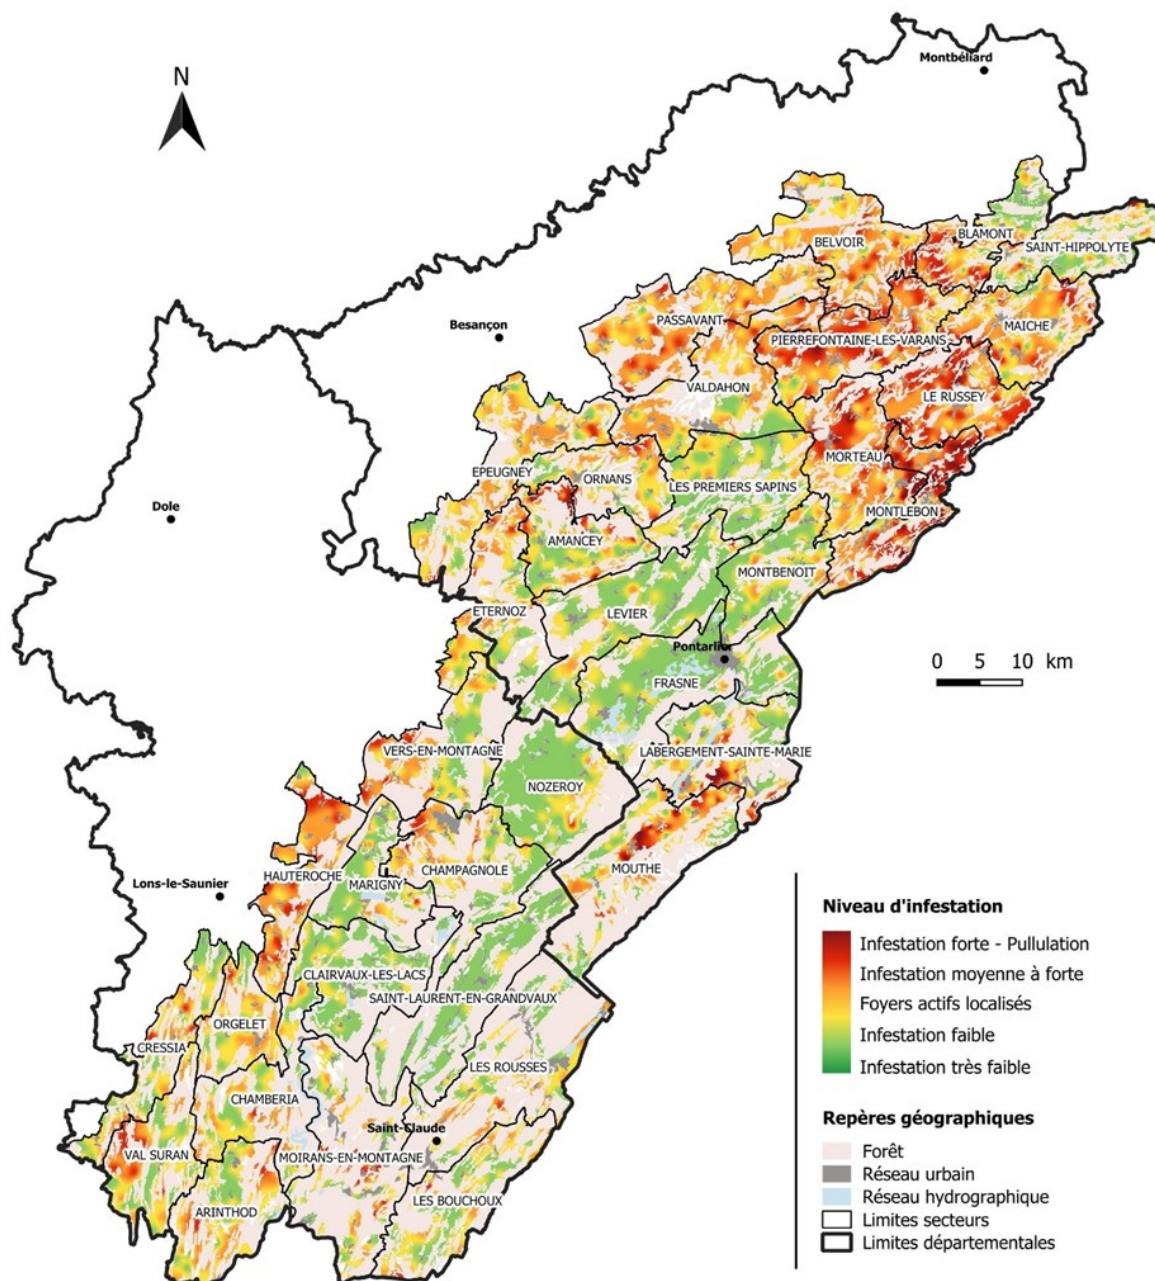 N
Montbéliard
BLAMONT
BELVOIR
SAINT-HIPPOLYTE
PASSAVANT
Besançon
MAICHE
PIERREFONTAINE-LES-VARANS
VALDAHON
LE RUSSEY
MORTEAU
EPEUGNEY
ORNANS
LES PREMIERS SAPINS
Dole
MONTLEBON
AMANCEY
MONTBENOIT
ETERNOZ
LEVIER
Pontarlier
0 5 10 km
FRASNE
VERS-EN-MONTAGNE
LABERGEMENT-SAINTE-MARIE
NOZEROY
MOUTHE
CHAMPAGNOLE
HAUTEROCHE
MARIGNY
Lons-le-Saunier
CLAIRVAUX-LES-LACS
SAINT-LAURENT-EN-GRANDVAUX
ORGELET
CRESSIA
LES ROUSSES
CHAMBERIA
Saint-Claude
VAL SURAN
MOIRANS-EN-MONTAGNE
LES BOUCHOUX
ARINTHOD
Niveau d'infestation
Infestation forte - Pullulation
Infestation moyenne à forte
Foyers actifs localisés
Infestation faible
Infestation très faible
Repères géographiques
Forêt
Réseau urbain
Réseau hydrographique
Limites secteurs
Limites départementales